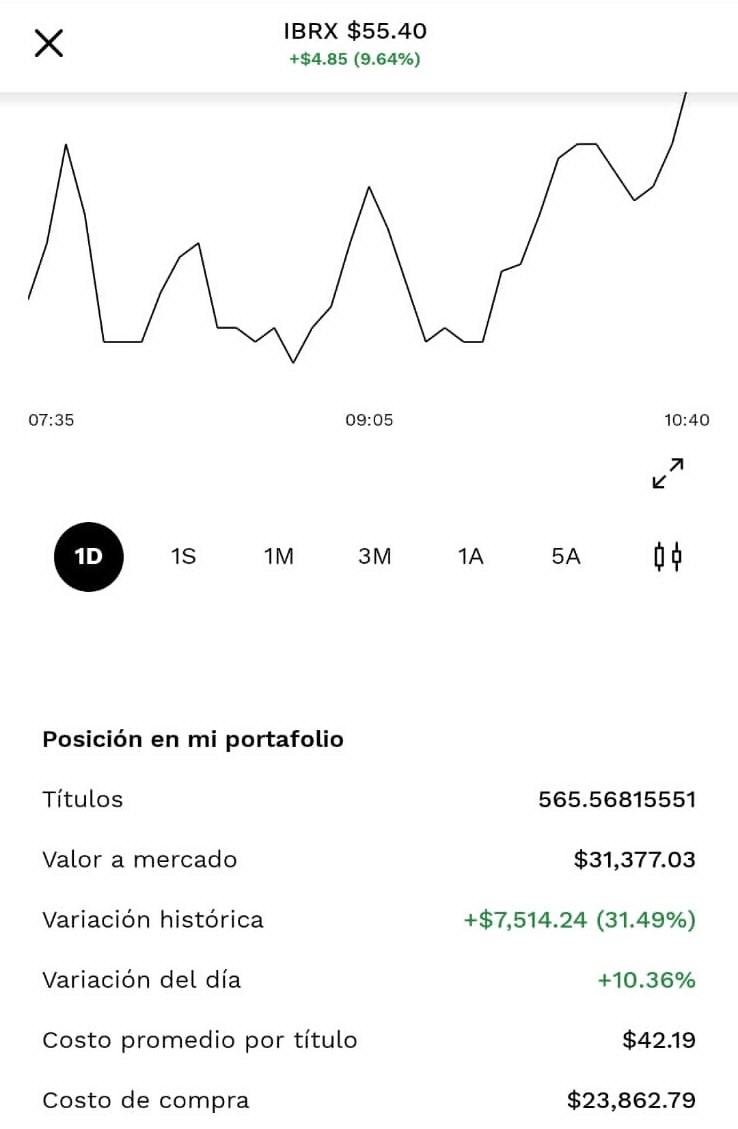 IBRX $55.40
+$4.85 (9.64%)
07:35 09:05 10:40
1D 1S 1M 3M 1A 5A
Posición en mi portafolio
Títulos 565.56815551
Valor a mercado $31,377.03
Variación histórica +$7,514.24 (31.49%)
Variación del día +10.36%
Costo promedio por título $42.19
Costo de compra $23,862.79